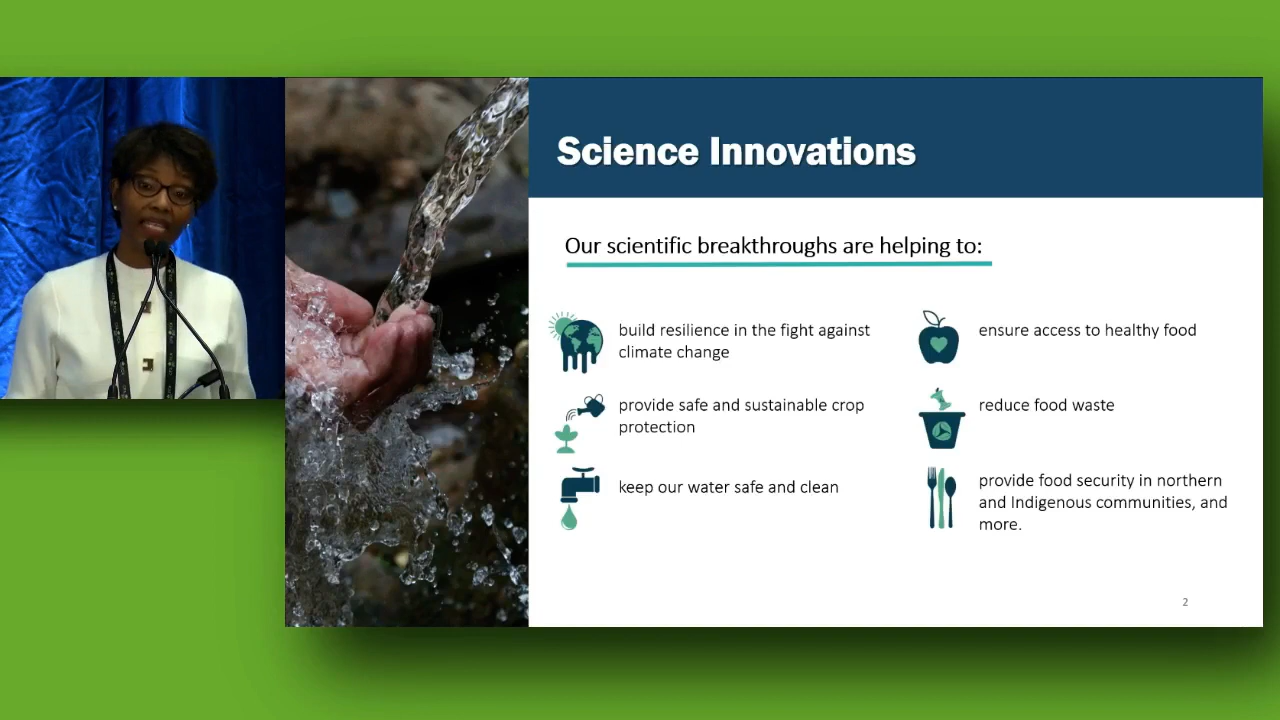 Science Innovations
Our scientific breakthroughs are helping to:
build resilience in the fight against
climate change
provide safe and sustainable crop
protection
keep our water safe and clean
ensure access to healthy food
reduce food waste
provide food security in northern
and Indigenous communities, and
more.
2